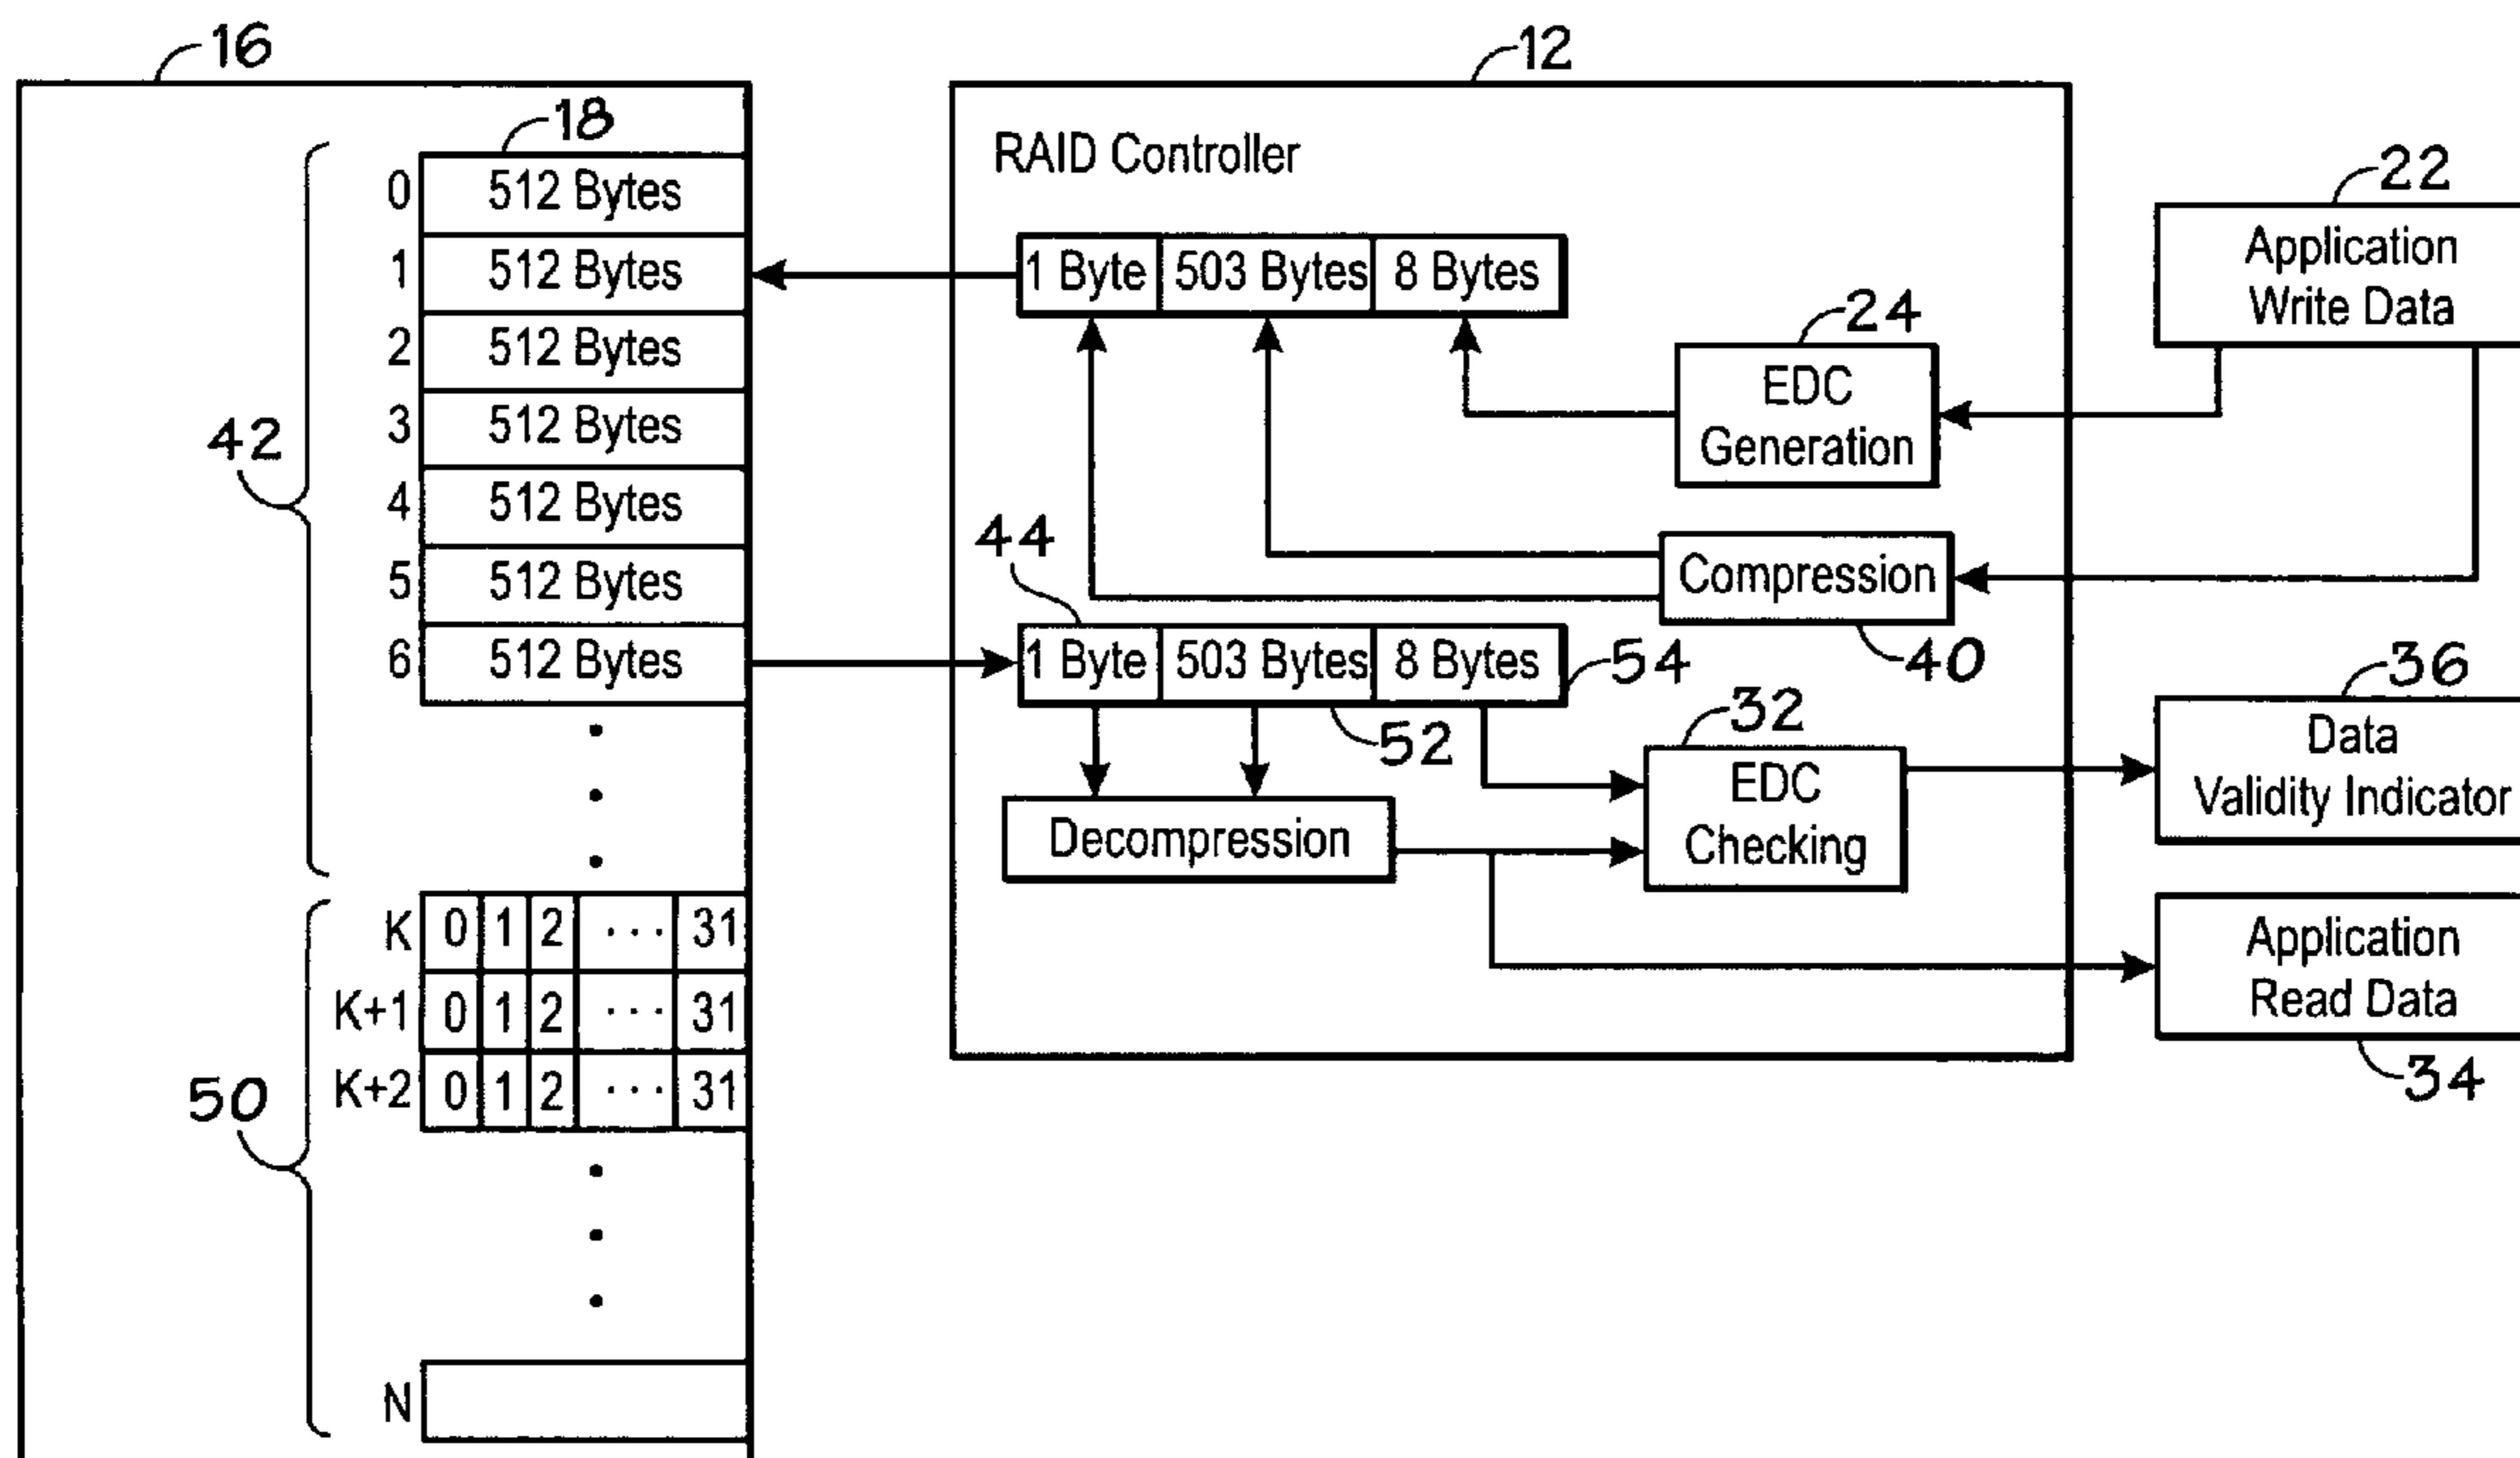 16
12
18
RAID Controller
22
0 512 Bytes
1 512 Bytes
2 512 Bytes
3 512 Bytes
4 512 Bytes
5 512 Bytes
6 512 Bytes
42
1 Byte 503 Bytes 8 Bytes
Application
Write Data
24
EDC
Generation
44
Compression
40
1 Byte 503 Bytes 8 Bytes
54
52
32
36
Data
Validity Indicator
EDC
Checking
Decompression
Application
Read Data
34
K 0 1 2 ... 31
K+1 0 1 2 ... 31
K+2 0 1 2 ... 31
50
N